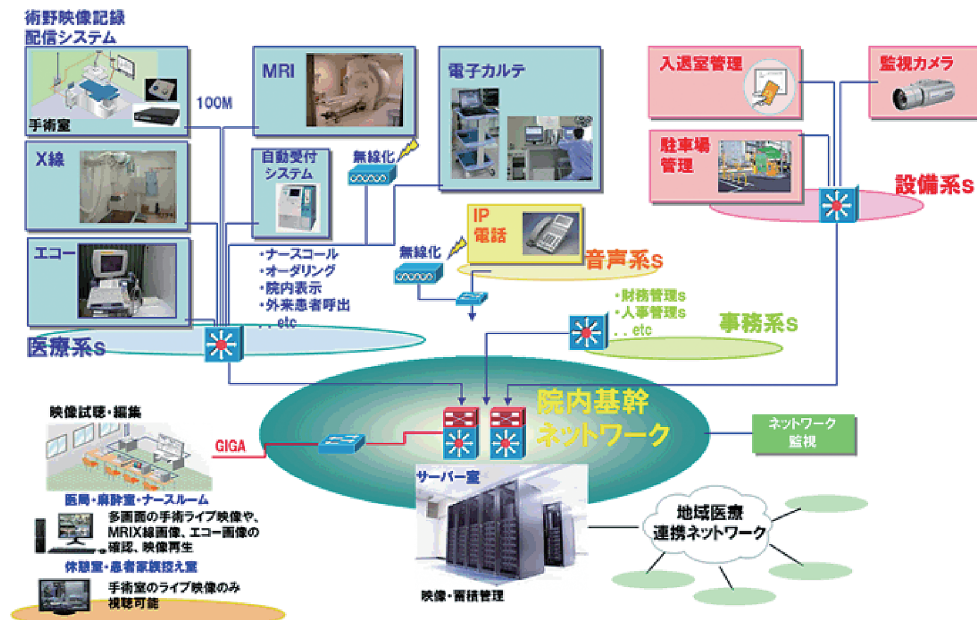 術野映像記録
配信システム
手術室
100M
MRI
電子カルテ
X線
自動受付
システム
無線化
エコー
・ナースコール
・オーダリング
・院内表示
・外来患者呼出
. . etc
医療系s
IP
電話
無線化
音声系s
・財務管理s
・人事管理s
. . etc
事務系s
入退室管理
監視カメラ
駐車場
管理
設備系s
院内基幹
ネットワーク
ネットワーク
監視
映像試聴・編集
GIGA
医局・麻酔室・ナースルーム
多画面の手術ライブ映像や、
MRIX線画像、エコー画像の
確認、映像再生
休憩室・患者家族控え室
手術室のライブ映像のみ
視聴可能
サーバー室
映像・蓄積管理
地域医療
連携ネットワーク